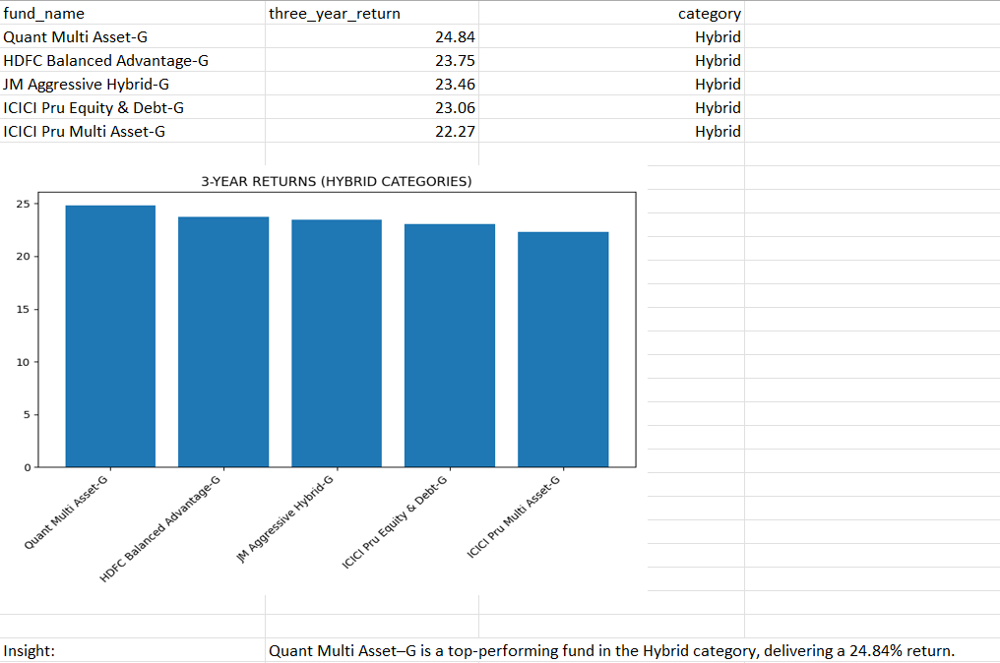 fund_name three_year_return category
Quant Multi Asset-G 24.84 Hybrid
HDFC Balanced Advantage-G 23.75 Hybrid
JM Aggressive Hybrid-G 23.46 Hybrid
ICICI Pru Equity & Debt-G 23.06 Hybrid
ICICI Pru Multi Asset-G 22.27 Hybrid
3-YEAR RETURNS (HYBRID CATEGORIES)
25
20
15
10
5
0
Quant Multi Asset-G
HDFC Balanced Advantage-G
JM Aggressive Hybrid-G
ICICI Pru Equity & Debt-G
ICICI Pru Multi Asset-G
Insight: Quant Multi Asset–G is a top-performing fund in the Hybrid category, delivering a 24.84% return.